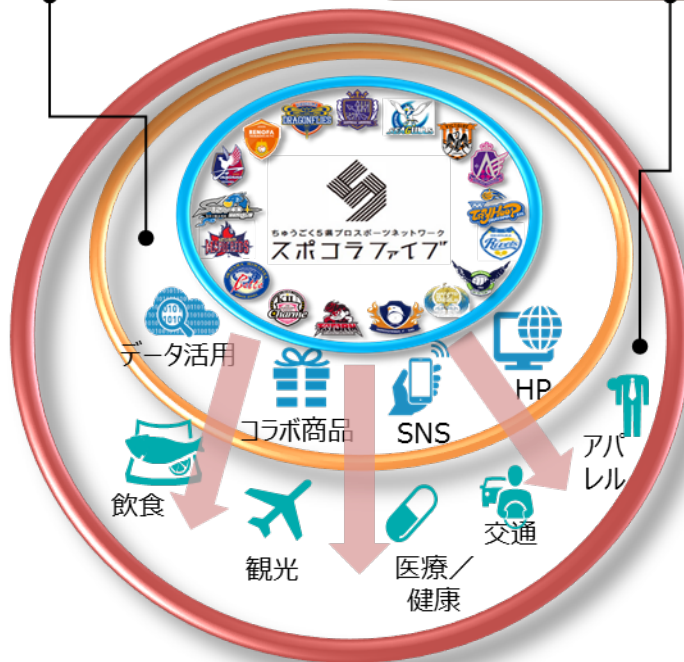 DRAGONFLIES
RENOFA
ちゅうごく5県プロスポーツネットワーク
スポコラファイブ
Charme
データ活用
コラボ商品
SNS
HP
アパ
レル
飲食
観光
医療／
健康
交通